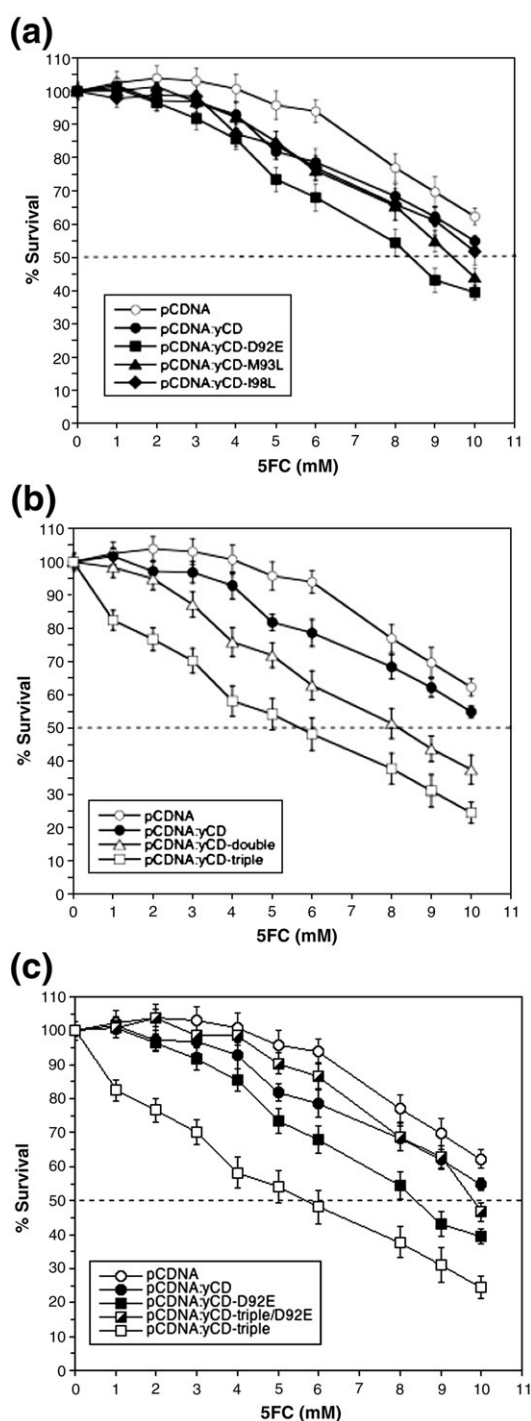 (a)
110
100
90
80
70
60
50
40
30
20
10
0
% Survival
pCDNA
pCDNA:yCD
pCDNA:yCD-D92E
pCDNA:yCD-M93L
pCDNA:yCD-I98L
0 1 2 3 4 5 6 7 8 9 10 11
5FC (mM)
(b)
110
100
90
80
70
60
50
40
30
20
10
0
% Survival
pCDNA
pCDNA:yCD
pCDNA:yCD-double
pCDNA:yCD-triple
0 1 2 3 4 5 6 7 8 9 10 11
5FC (mM)
(c)
110
100
90
80
70
60
50
40
30
20
10
0
% Survival
pCDNA
pCDNA:yCD
pCDNA:yCD-D92E
pCDNA:yCD-triple/D92E
pCDNA:yCD-triple
0 1 2 3 4 5 6 7 8 9 10 11
5FC (mM)